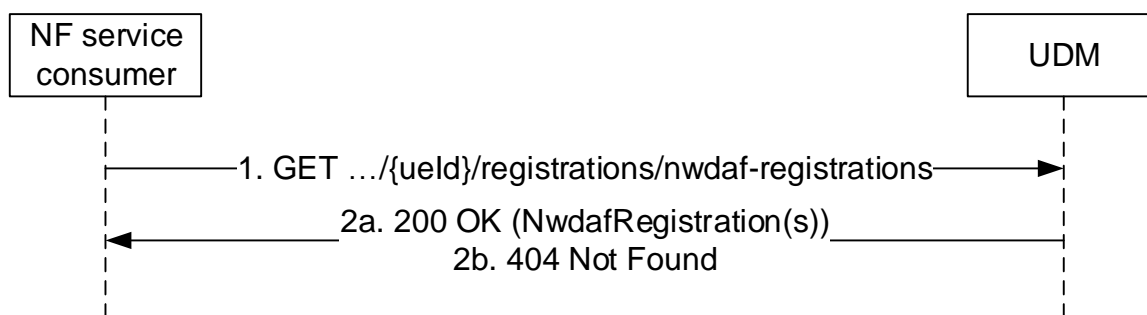 NF service
consumer
UDM
1. GET …/{ueId}/registrations/nwdaf-registrations
2a. 200 OK (NwdafRegistration(s))
2b. 404 Not Found